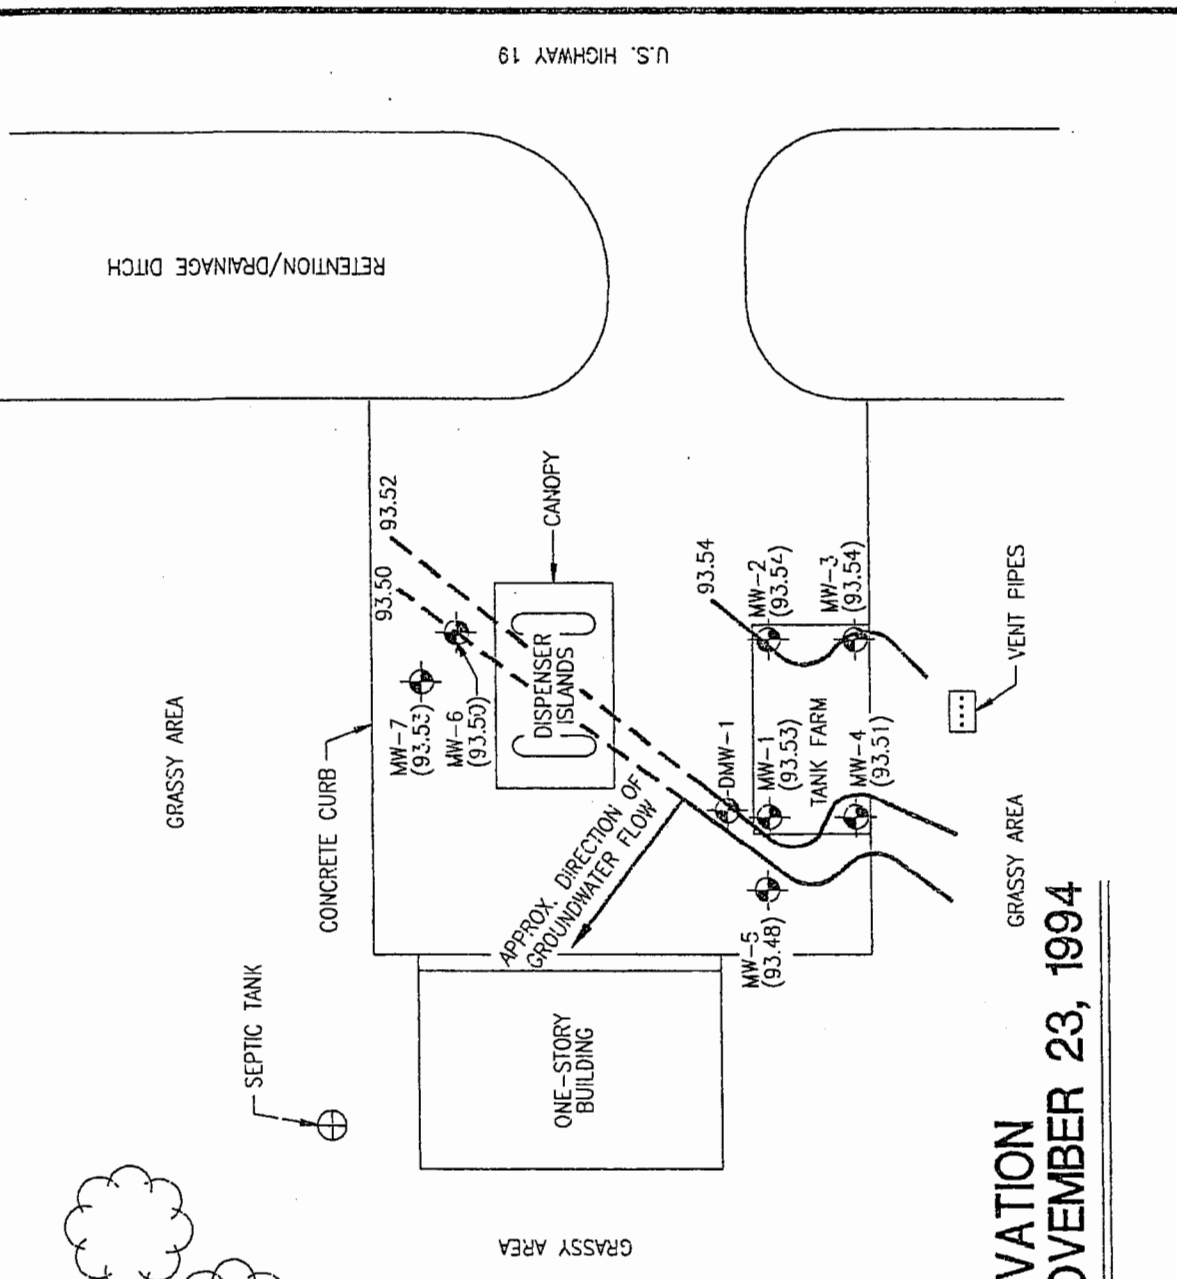 U.S. HIGHWAY 19
RETENTION/DRAINAGE DITCH
GRASSY AREA
CONCRETE CURB
93.50
93.52
CANOPY
MW-7
(93.53)
MW-6
(93.50)
DISPENSER
ISLANDS
93.54
MW-2
(93.54)
MW-3
(93.54)
VENT PIPES
DMW-1
MW-1
(93.53)
TANK FARM
MW-4
(93.51)
APPROX. DIRECTION OF
GROUNDWATER FLOW
MW-5
(93.48)
GRASSY AREA
SEPTIC TANK
ONE-STORY
BUILDING
GRASSY AREA
VATION
OVEMBER 23, 1994